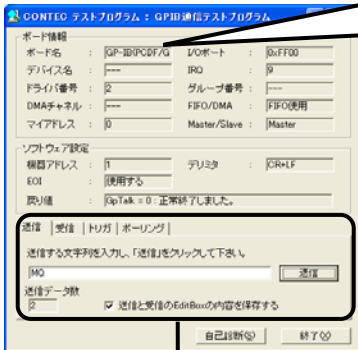 CONTEC テストプログラム : GPIB通信テストプログラム
ボード情報
ボード名 : GP-IB(PCI)F/G I/Oポート : 0xFF00
デバイス名 : --- IRQ : 9
ドライバ番号 : 2 グループ番号 : ---
DMAチャネル : --- FIFO/DMA : FIFO使用
マイアドレス : 0 Master/Slave : Master
ソフトウェア設定
機器アドレス : 1 デリミタ : CR+LF
EOI : 使用する
戻り値 : GpTalk = 0 : 正常終了しました。
送信 受信 トリガ ポーリング
送信する文字列を入力し、「送信」をクリックして下さい。
MQ 送信
送信データ数
2 送信と受信のEditBoxの内容を保存する
自己診断(S) 終了(X)